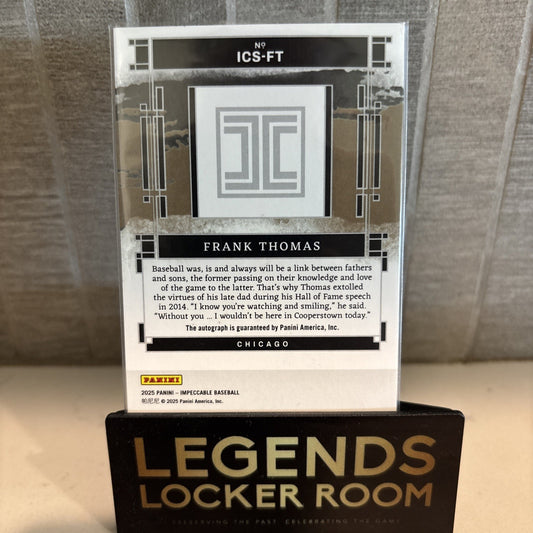 Nº
ICS-FT
FRANK THOMAS
Baseball was, is and always will be a link between fathers
and sons, the former passing on their knowledge and love
of the game to the latter. That's why Thomas extolled
the virtues of his late dad during his Hall of Fame speech
in 2014. "I know you're watching and smiling," he said.
"Without you ... I wouldn't be here in Cooperstown today."
The autograph is guaranteed by Panini America, Inc.
CHICAGO
PANINI
2025 PANINI – IMPECCABLE BASEBALL
帕尼尼 © 2025 Panini America, Inc.
LEGENDS
LOCKER ROOM
PRESERVING THE PAST. CELEBRATING THE GAME.